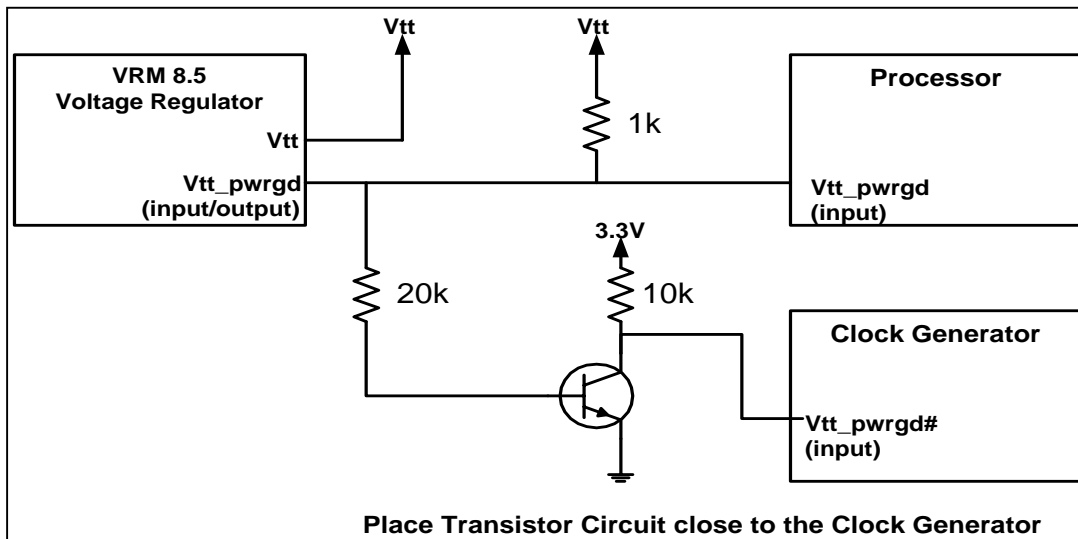 Vtt
Vtt
VRM 8.5
Voltage Regulator
Processor
1k
Vtt
Vtt_pwrgd
(input/output)
Vtt_pwrgd
(input)
3.3V
20k
10k
Clock Generator
Vtt_pwrgd#
(input)
Place Transistor Circuit close to the Clock Generator